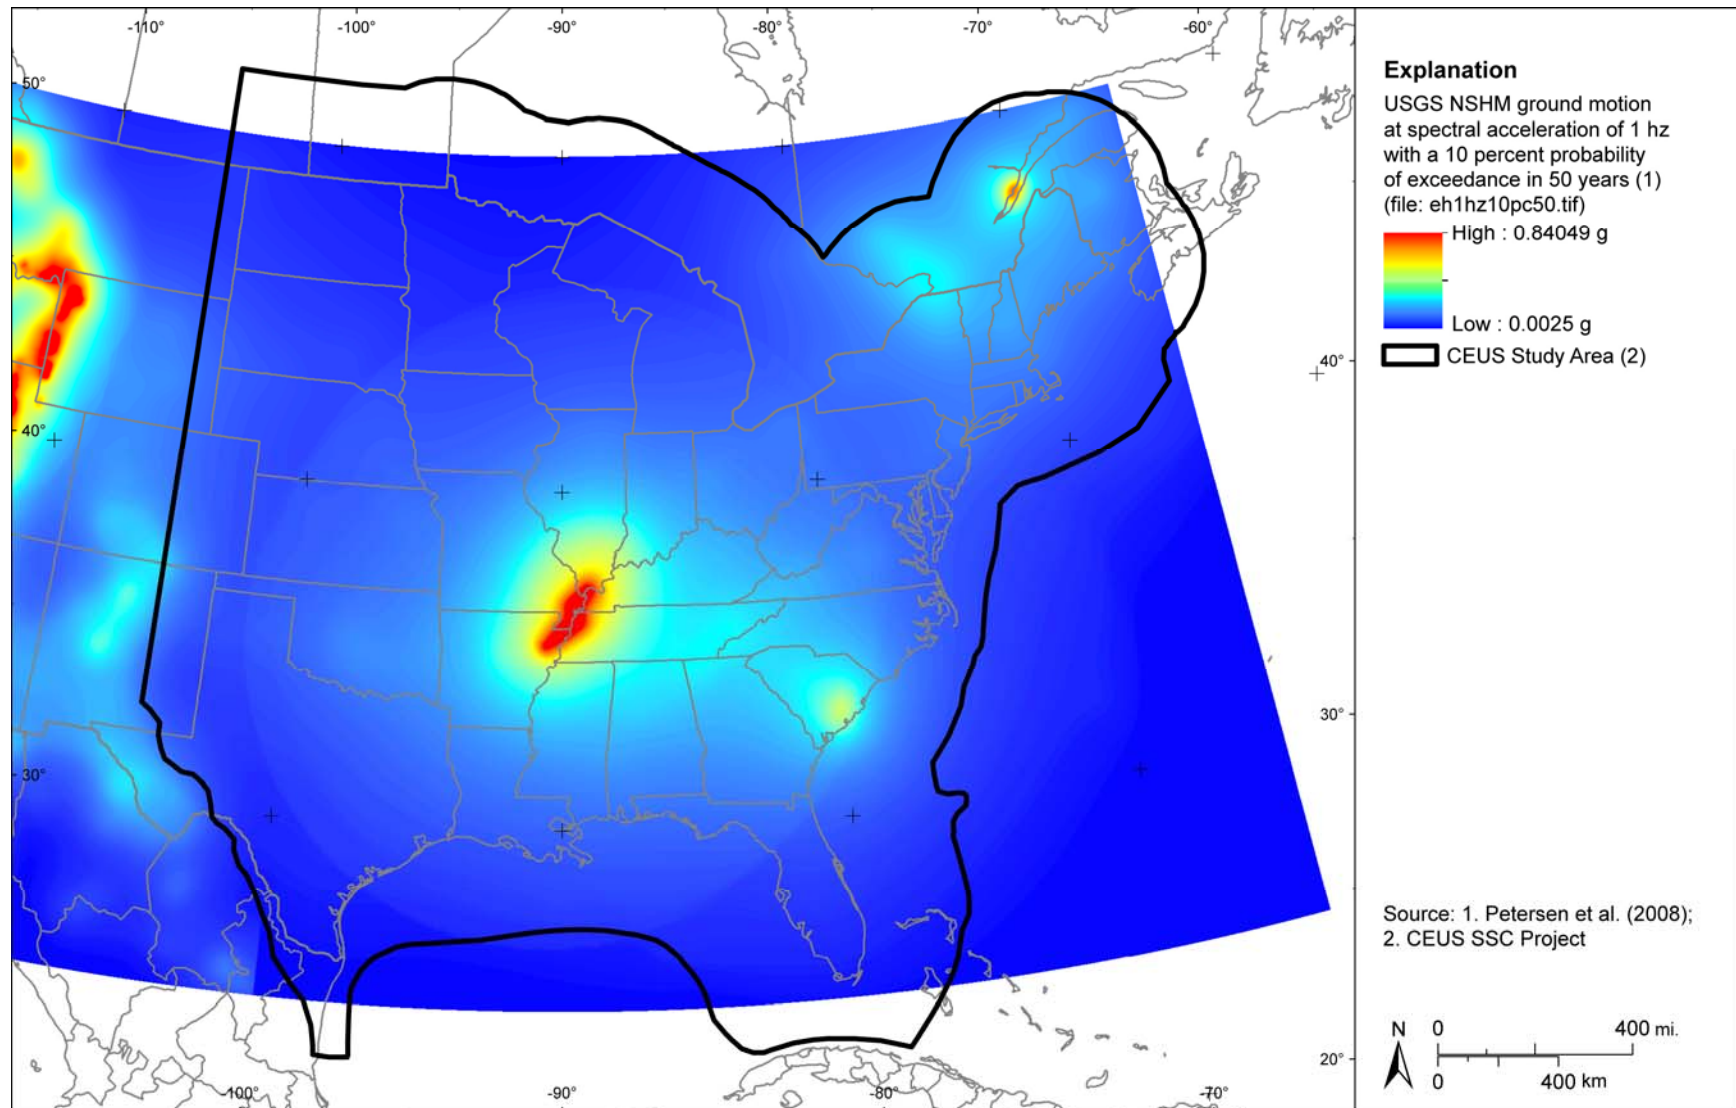 -110°
-100°
-90°
-80°
-70°
-60°
50°
40°
40°
30°
30°
20°
-100°
-90°
-80°
-70°
Explanation
USGS NSHM ground motion
at spectral acceleration of 1 hz
with a 10 percent probability
of exceedance in 50 years (1)
(file: eh1hz10pc50.tif)
High : 0.84049 g
Low : 0.0025 g
CEUS Study Area (2)
Source: 1. Petersen et al. (2008);
2. CEUS SSC Project
N
0 400 mi.
0 400 km